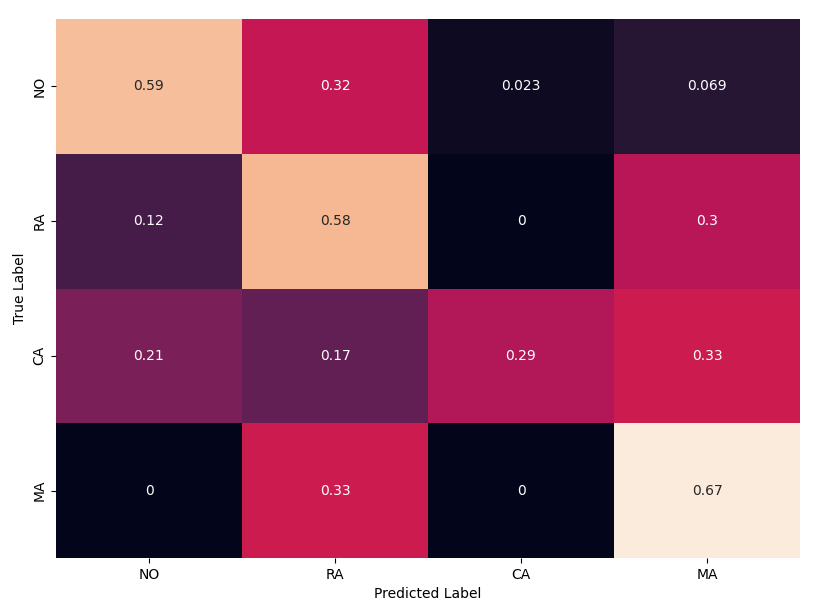 NO 0.59 0.32 0.023 0.069
RA 0.12 0.58 0 0.3
True Label
CA 0.21 0.17 0.29 0.33
MA 0 0.33 0 0.67
NO RA CA MA
Predicted Label